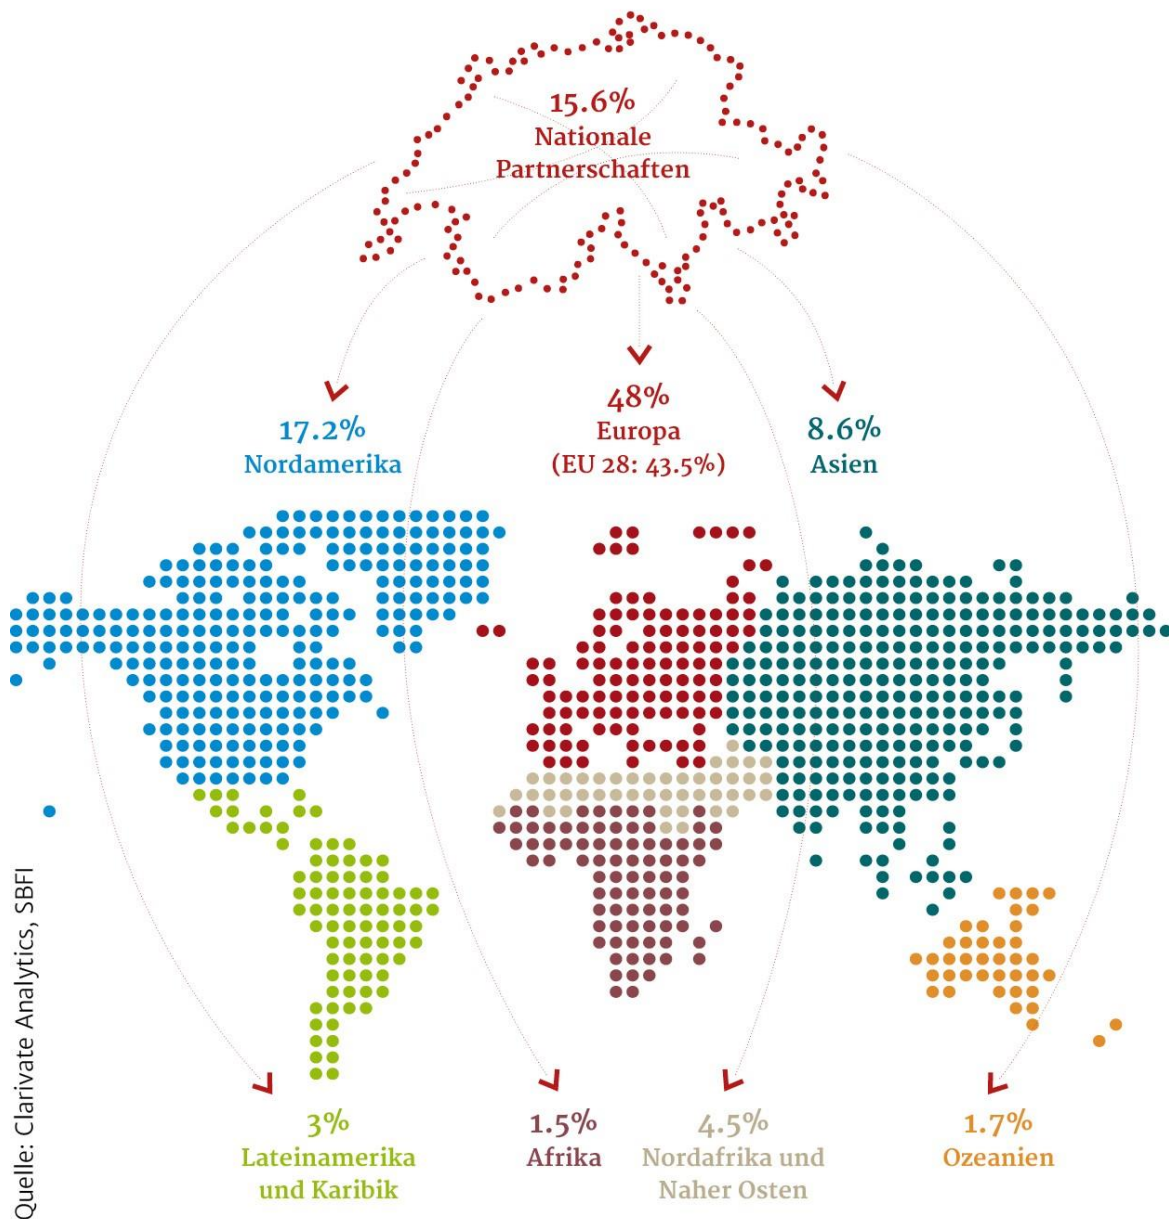 15.6%
Nationale
Partnerschaften
17.2%
Nordamerika
48%
Europa
(EU 28: 43.5%)
8.6%
Asien
3%
Lateinamerika
und Karibik
1.5%
Afrika
4.5%
Nordafrika und
Naher Osten
1.7%
Ozeanien
Quelle: Clarivate Analytics, SBFI